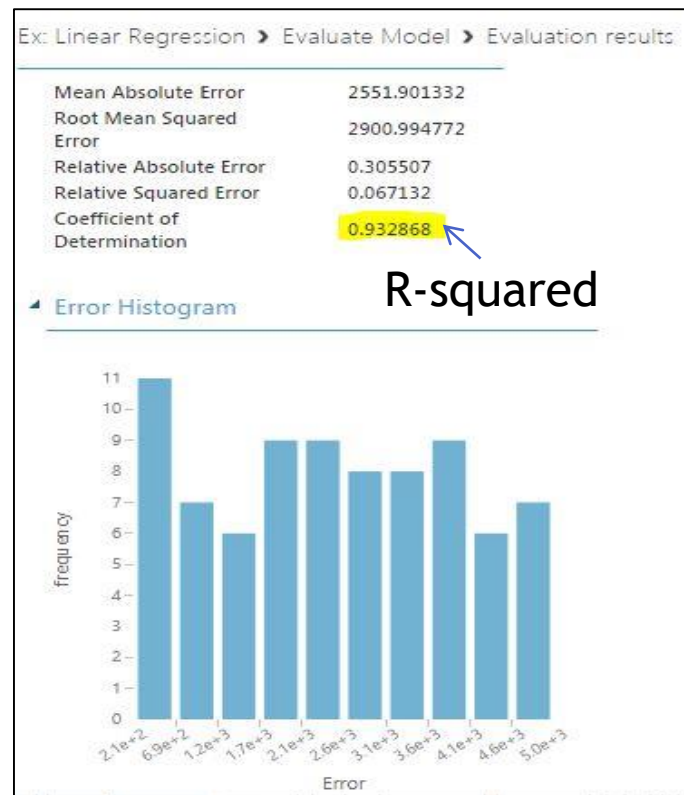 Ex: Linear Regression > Evaluate Model > Evaluation results
Mean Absolute Error 2551.901332
Root Mean Squared
Error 2900.994772
Relative Absolute Error 0.305507
Relative Squared Error 0.067132
Coefficient of
Determination 0.932868
R-squared
Error Histogram
11
10
9
8
7
6
5
4
3
2
1
0
frequency
2.1e+2 6.9e+2 1.2e+3 1.7e+3 2.1e+3 2.6e+3 3.1e+3 3.6e+3 4.1e+3 4.6e+3 5.0e+3
Error